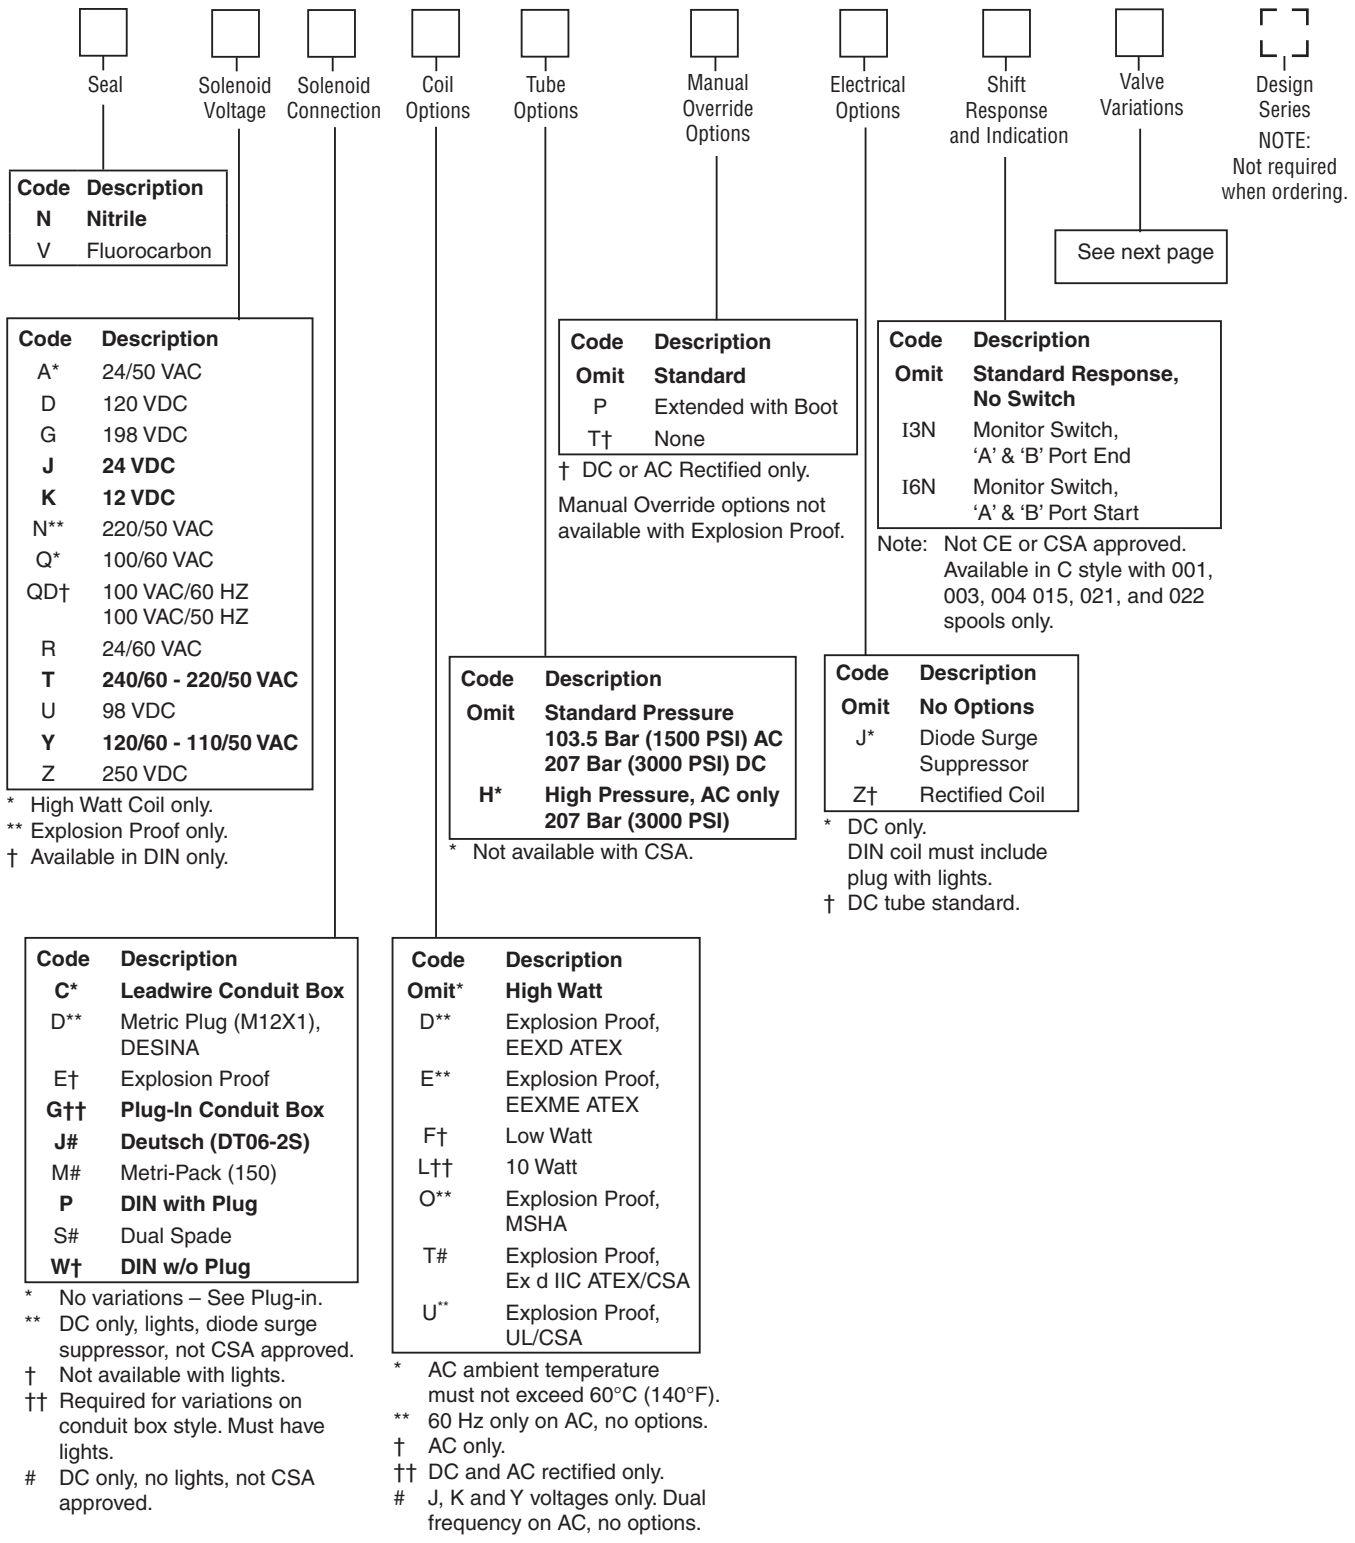 Seal
Solenoid
Voltage
Solenoid
Connection
Coil
Options
Tube
Options
Manual
Override
Options
Electrical
Options
Shift
Response
and Indication
Valve
Variations
Design
Series
NOTE:
Not required
when ordering.
Code Description
N Nitrile
V Fluorocarbon
See next page
Code Description
A* 24/50 VAC
D 120 VDC
G 198 VDC
J 24 VDC
K 12 VDC
N** 220/50 VAC
Q* 100/60 VAC
QD† 100 VAC/60 HZ
100 VAC/50 HZ
R 24/60 VAC
T 240/60 - 220/50 VAC
U 98 VDC
Y 120/60 - 110/50 VAC
Z 250 VDC
* High Watt Coil only.
** Explosion Proof only.
† Available in DIN only.
Code Description
Omit Standard
P Extended with Boot
T† None
† DC or AC Rectified only.
Manual Override options not
available with Explosion Proof.
Code Description
Omit Standard Response,
No Switch
I3N Monitor Switch,
‘A’ & ‘B’ Port End
I6N Monitor Switch,
‘A’ & ‘B’ Port Start
Note: Not CE or CSA approved.
Available in C style with 001,
003, 004 015, 021, and 022
spools only.
Code Description
Omit Standard Pressure
103.5 Bar (1500 PSI) AC
207 Bar (3000 PSI) DC
H* High Pressure, AC only
207 Bar (3000 PSI)
* Not available with CSA.
Code Description
Omit No Options
J* Diode Surge
Suppressor
Z† Rectified Coil
* DC only.
DIN coil must include
plug with lights.
† DC tube standard.
Code Description
C* Leadwire Conduit Box
D** Metric Plug (M12X1),
DESINA
E† Explosion Proof
G†† Plug-In Conduit Box
J# Deutsch (DT06-2S)
M# Metri-Pack (150)
P DIN with Plug
S# Dual Spade
W† DIN w/o Plug
* No variations – See Plug-in.
** DC only, lights, diode surge
suppressor, not CSA approved.
† Not available with lights.
†† Required for variations on
conduit box style. Must have
lights.
# DC only, no lights, not CSA
approved.
Code Description
Omit* High Watt
D** Explosion Proof,
EEXD ATEX
E** Explosion Proof,
EEXME ATEX
F† Low Watt
L†† 10 Watt
O** Explosion Proof,
MSHA
T# Explosion Proof,
Ex d IIC ATEX/CSA
U** Explosion Proof,
UL/CSA
* AC ambient temperature
must not exceed 60°C (140°F).
** 60 Hz only on AC, no options.
† AC only.
†† DC and AC rectified only.
# J, K and Y voltages only. Dual
frequency on AC, no options.